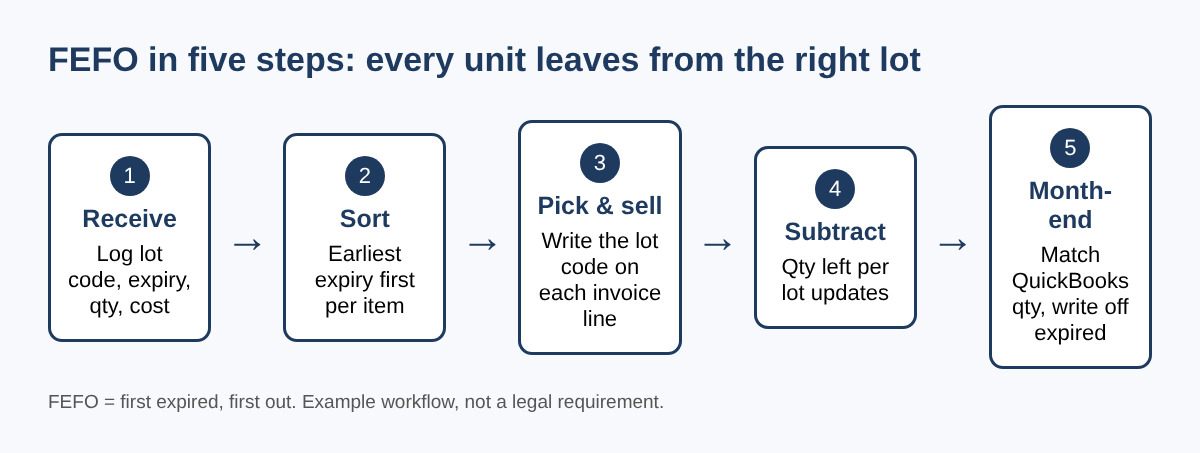 FEFO in five steps: every unit leaves from the right lot
1
Receive
Log lot
code, expiry,
qty, cost
→
2
Sort
Earliest
expiry first
per item
→
3
Pick & sell
Write the lot
code on
each invoice
line
→
4
Subtract
Qty left per
lot updates
→
5
Month-
end
Match
QuickBooks
qty, write off
expired
FEFO = first expired, first out. Example workflow, not a legal requirement.